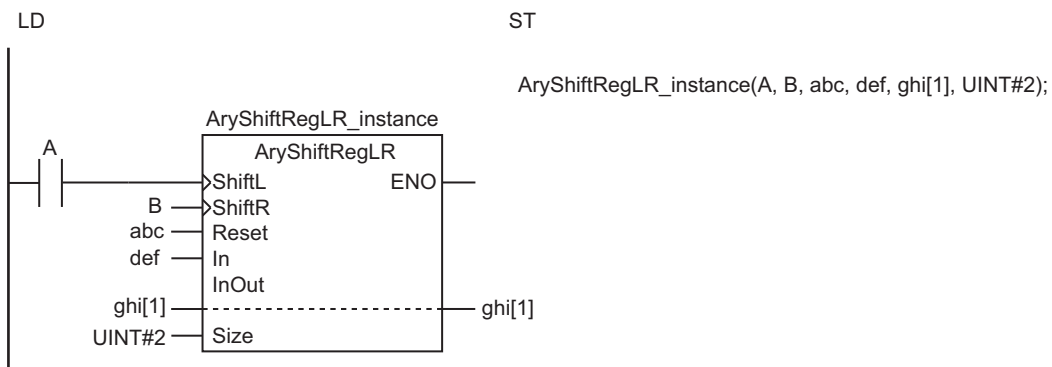 LD
ST
AryShiftRegLR_instance(A, B, abc, def, ghi[1], UINT#2);
AryShiftRegLR_instance
A
AryShiftRegLR
ShiftL
ENO
B
ShiftR
abc
Reset
def
In
InOut
ghi[1]
ghi[1]
UINT#2
Size